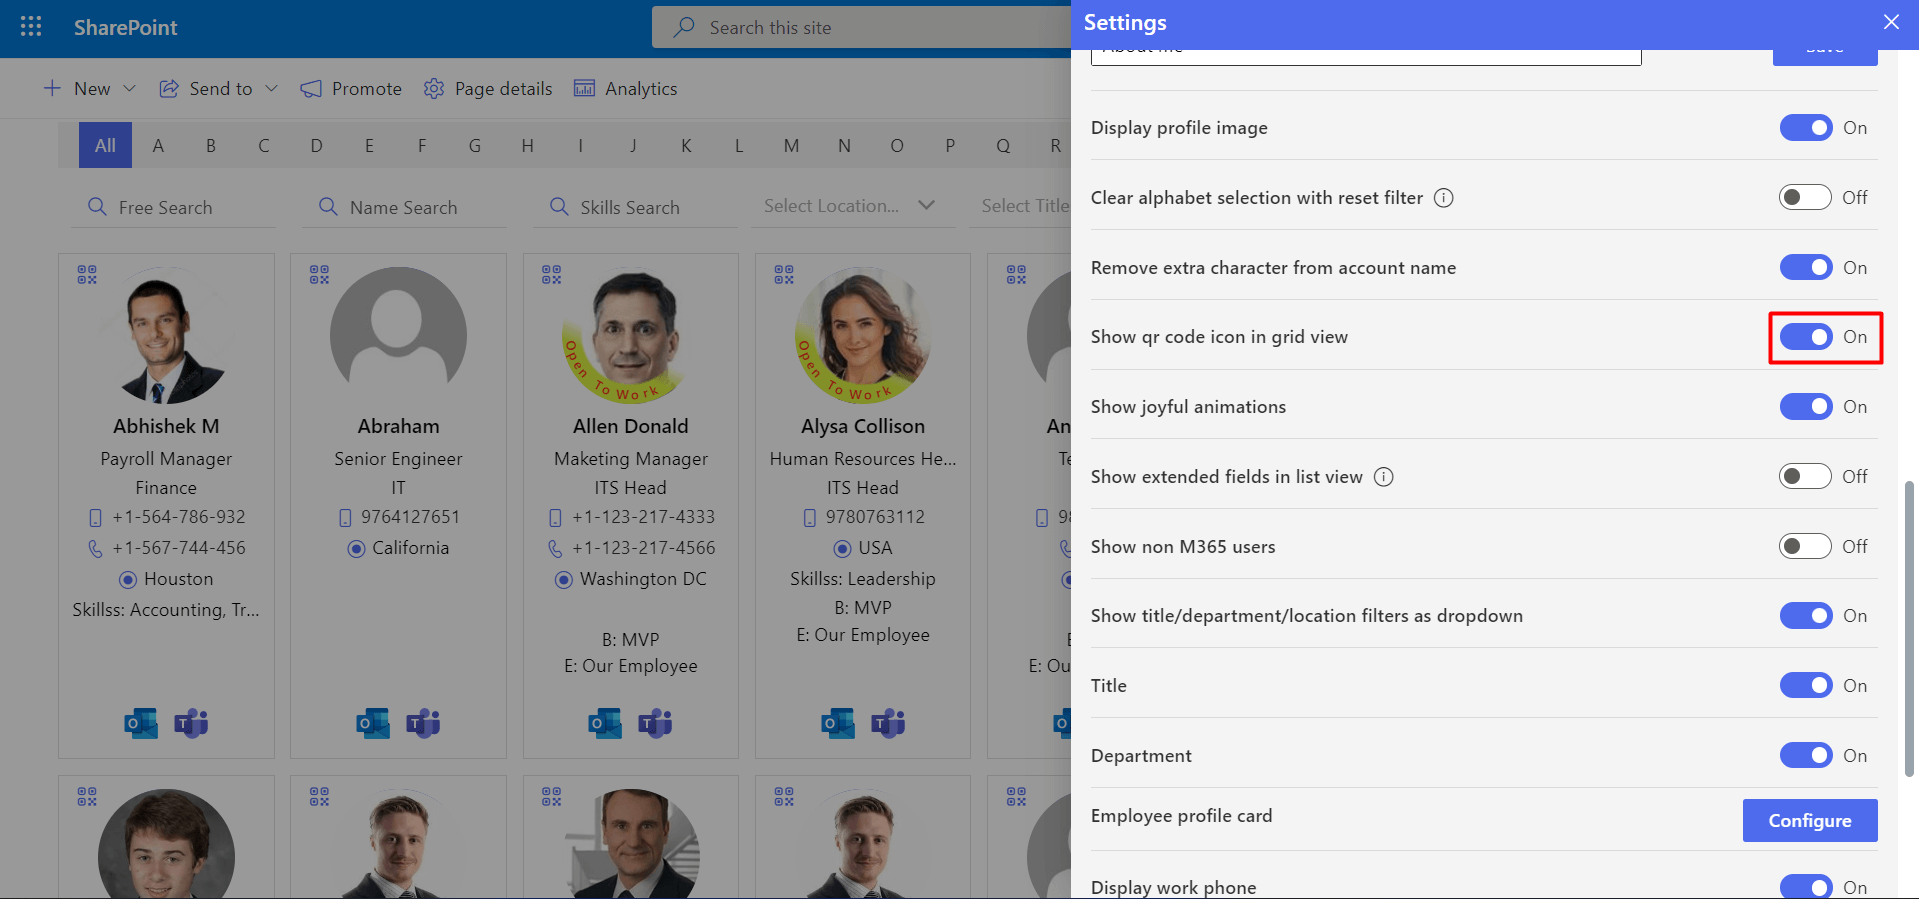 SharePoint
Search this site
Settings
About me
Save
New
Send to
Promote
Page details
Analytics
All A B C D E F G H I J K L M N O P Q R
Free Search
Name Search
Skills Search
Select Location...
Select Title
Abhishek M
Payroll Manager
Finance
+1-564-786-932
+1-567-744-456
Houston
Skillss: Accounting, Tr...
Abraham
Senior Engineer
IT
9764127651
California
Open To Work
Allen Donald
Maketing Manager
ITS Head
+1-123-217-4333
+1-123-217-4566
Washington DC
B: MVP
E: Our Employee
Open To Work
Alysa Collison
Human Resources He...
ITS Head
9780763112
USA
Skillss: Leadership
B: MVP
E: Our Employee
An
Te
E: Ou
Display profile image On
Clear alphabet selection with reset filter Off
Remove extra character from account name On
Show qr code icon in grid view On
Show joyful animations On
Show extended fields in list view Off
Show non M365 users Off
Show title/department/location filters as dropdown On
Title On
Department On
Employee profile card Configure
Display work phone On